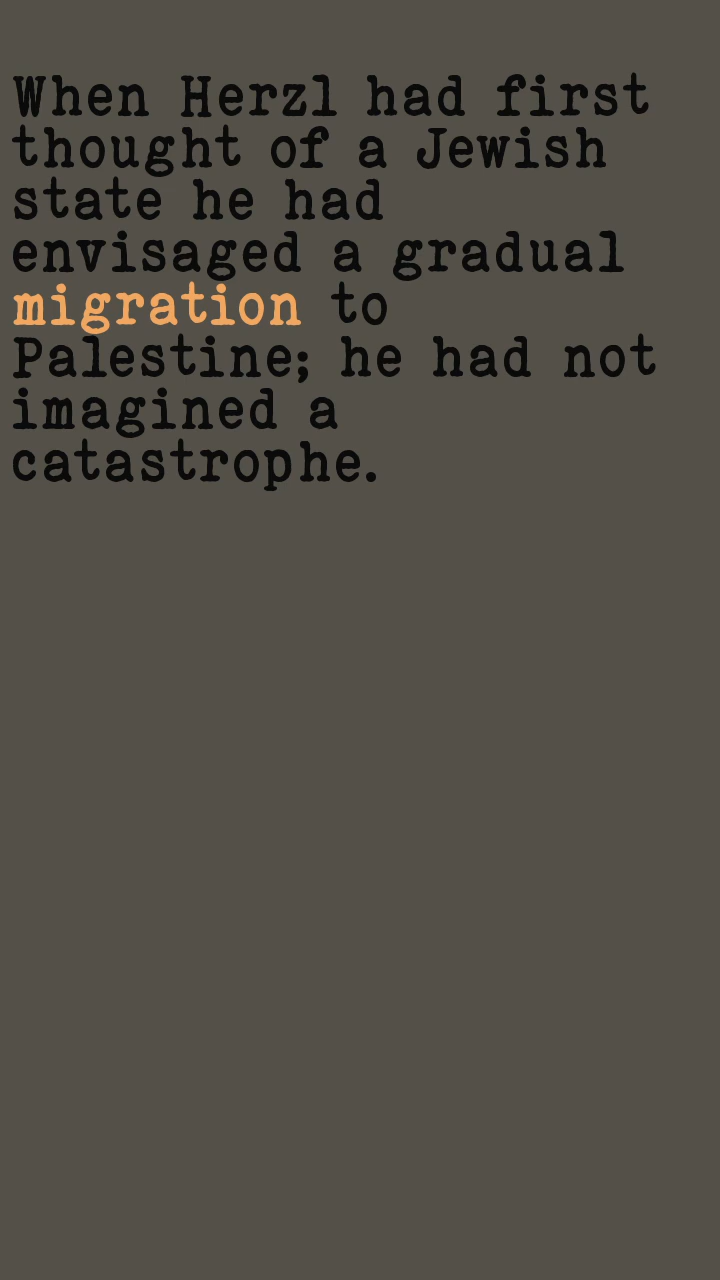 When Herzl had first
thought of a Jewish
state he had
envisaged a gradual
migration to
Palestine; he had not
imagined a
catastrophe.